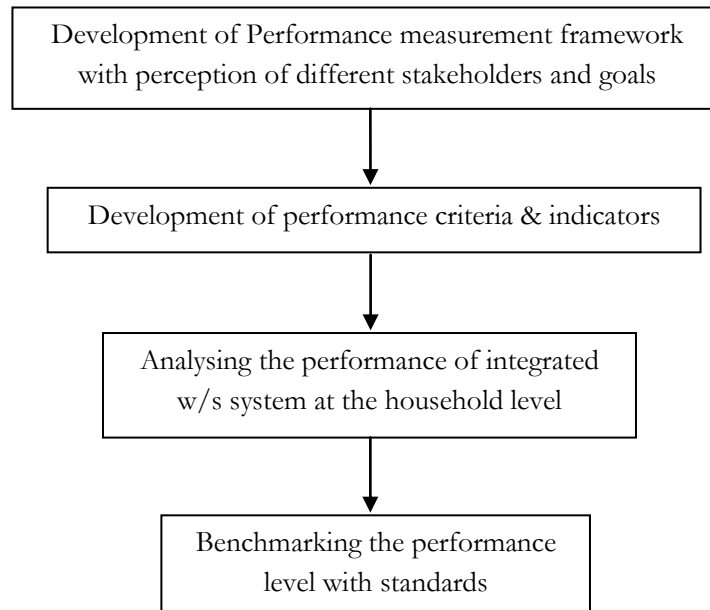 Development of Performance measurement framework
with perception of different stakeholders and goals
Development of performance criteria & indicators
Analysing the performance of integrated
w/s system at the household level
Benchmarking the performance
level with standards